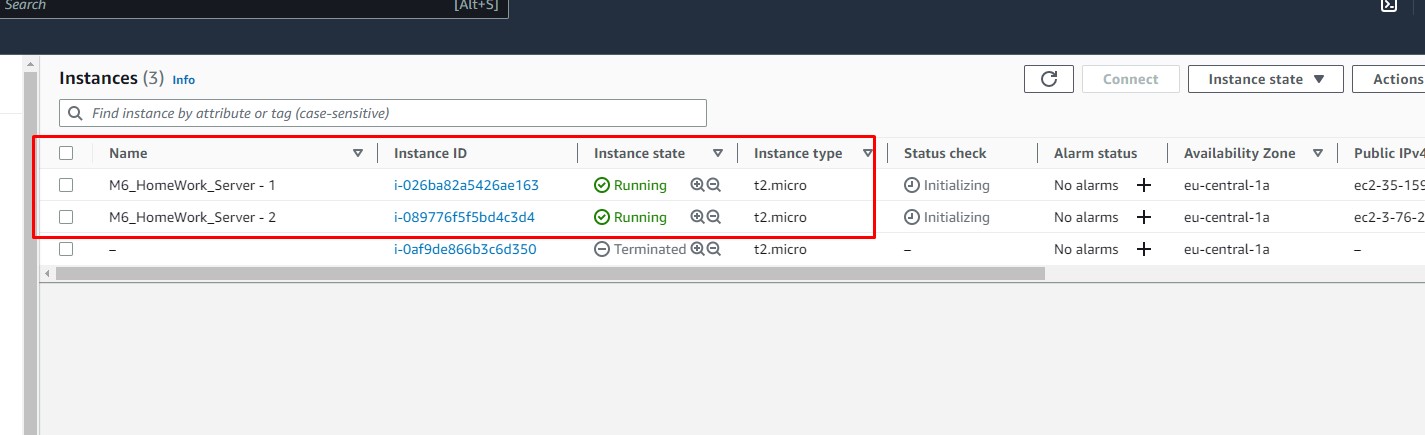 Search [Alt+S]
Instances (3) Info Connect Instance state Actions
Find instance by attribute or tag (case-sensitive)
Name Instance ID Instance state Instance type Status check Alarm status Availability Zone Public IPv4
M6_HomeWork_Server - 1 i-026ba82a5426ae163 Running t2.micro Initializing No alarms + eu-central-1a ec2-35-159
M6_HomeWork_Server - 2 i-089776f5f5bd4c3d4 Running t2.micro Initializing No alarms + eu-central-1a ec2-3-76-2
– i-0af9de866b3c6d350 Terminated t2.micro – No alarms + eu-central-1a –